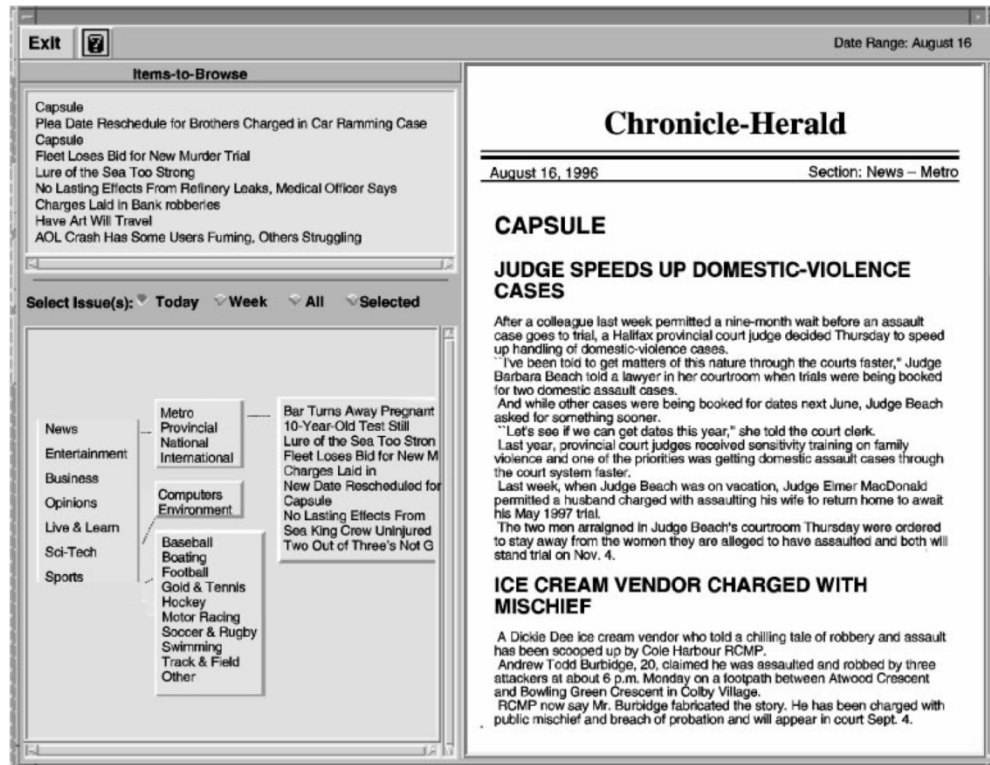 Exit
Date Range: August 16
Items-to-Browse
Capsule
Plea Date Reschedule for Brothers Charged in Car Ramming Case
Capsule
Fleet Loses Bid for New Murder Trial
Lure of the Sea Too Strong
No Lasting Effects From Refinery Leaks, Medical Officer Says
Charges Laid in Bank robberies
Have Art Will Travel
AOL Crash Has Some Users Fuming, Others Struggling
Select Issue(s): Today Week All Selected
News
Entertainment
Business
Opinions
Live & Learn
Sci-Tech
Sports
Metro
Provincial
National
International
Computers
Environment
Baseball
Boating
Football
Gold & Tennis
Hockey
Motor Racing
Soccer & Rugby
Swimming
Track & Field
Other
Bar Turns Away Pregnant
10-Year-Old Test Still
Lure of the Sea Too Stron
Fleet Loses Bid for New M
Charges Laid in
New Date Rescheduled for
Capsule
No Lasting Effects From
Sea King Crew Uninjured
Two Out of Three's Not G
Chronicle-Herald
August 16, 1996 Section: News – Metro
CAPSULE
JUDGE SPEEDS UP DOMESTIC-VIOLENCE
CASES
After a colleague last week permitted a nine-month wait before an assault
case goes to trial, a Halifax provincial court judge decided Thursday to speed
up handling of domestic-violence cases.
``I've been told to get matters of this nature through the courts faster," Judge
Barbara Beach told a lawyer in her courtroom when trials were being booked
for two domestic assault cases.
And while other cases were being booked for dates next June, Judge Beach
asked for something sooner.
``Let's see if we can get dates this year," she told the court clerk.
Last year, provincial court judges received sensitivity training on family
violence and one of the priorities was getting domestic assault cases through
the court system faster.
Last week, when Judge Beach was on vacation, Judge Elmer MacDonald
permitted a husband charged with assaulting his wife to return home to await
his May 1997 trial.
The two men arraigned in Judge Beach's courtroom Thursday were ordered
to stay away from the women they are alleged to have assaulted and both will
stand trial on Nov. 4.
ICE CREAM VENDOR CHARGED WITH
MISCHIEF
A Dickie Dee ice cream vendor who told a chilling tale of robbery and assault
has been scooped up by Cole Harbour RCMP.
Andrew Todd Burbidge, 20, claimed he was assaulted and robbed by three
attackers at about 6 p.m. Monday on a footpath between Atwood Crescent
and Bowling Green Crescent in Colby Village.
RCMP now say Mr. Burbidge fabricated the story. He has been charged with
public mischief and breach of probation and will appear in court Sept. 4.